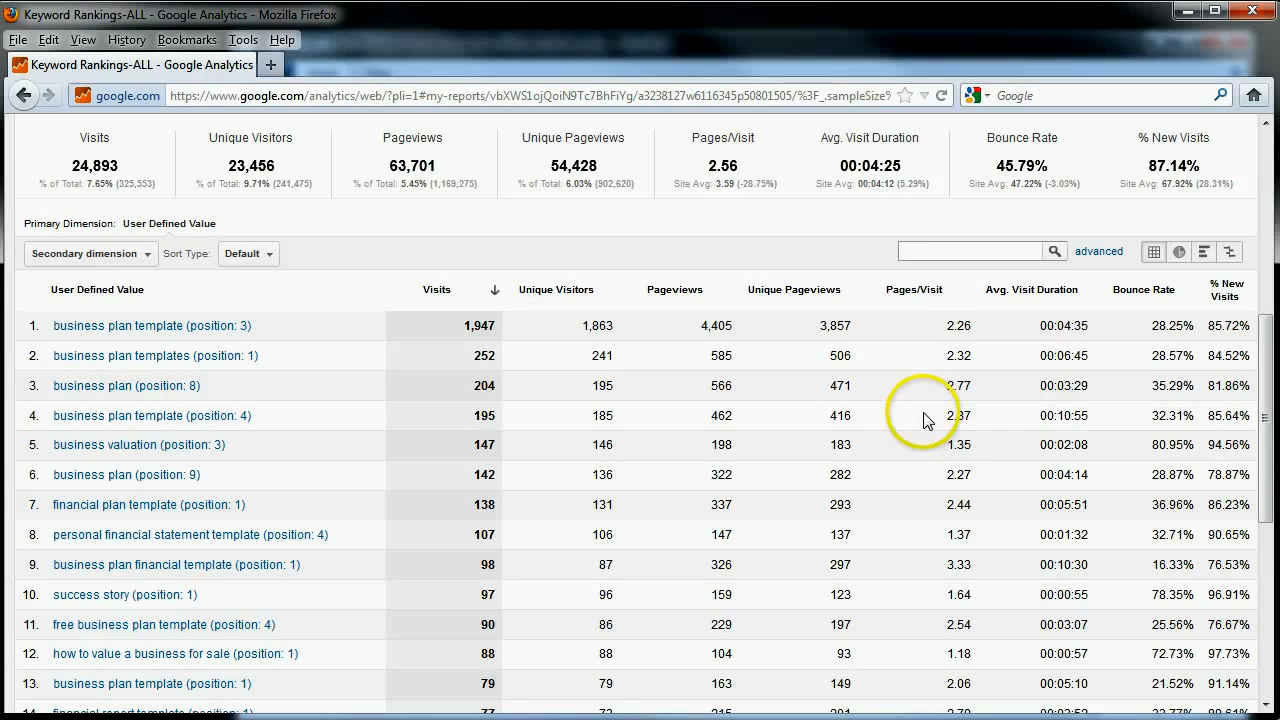 Keyword Rankings-ALL - Google Analytics - Mozilla Firefox
File Edit View History Bookmarks Tools Help
Keyword Rankings-ALL - Google Analytics +
google.com https://www.google.com/analytics/web/?pli=1#my-reports/vbXWS1ojQoiN9Tc7BhFiYg/a3238127w6116345p50801505/%3F_.sampleSize% Google
Visits Unique Visitors Pageviews Unique Pageviews Pages/Visit Avg. Visit Duration Bounce Rate % New Visits
24,893 23,456 63,701 54,428 2.56 00:04:25 45.79% 87.14%
% of Total: 7.65% (325,553) % of Total: 9.71% (241,475) % of Total: 5.45% (1,169,275) % of Total: 6.03% (902,620) Site Avg: 3.59 (-28.75%) Site Avg: 00:04:12 (5.29%) Site Avg: 47.22% (-3.03%) Site Avg: 67.92% (28.31%)
Primary Dimension: User Defined Value
Secondary dimension Sort Type: Default advanced
User Defined Value Visits Unique Visitors Pageviews Unique Pageviews Pages/Visit Avg. Visit Duration Bounce Rate % New Visits
1. business plan template (position: 3) 1,947 1,863 4,405 3,857 2.26 00:04:35 28.25% 85.72%
2. business plan templates (position: 1) 252 241 585 506 2.32 00:06:45 28.57% 84.52%
3. business plan (position: 8) 204 195 566 471 2.77 00:03:29 35.29% 81.86%
4. business plan template (position: 4) 195 185 462 416 2.37 00:10:55 32.31% 85.64%
5. business valuation (position: 3) 147 146 198 183 1.35 00:02:08 80.95% 94.56%
6. business plan (position: 9) 142 136 322 282 2.27 00:04:14 28.87% 78.87%
7. financial plan template (position: 1) 138 131 337 293 2.44 00:05:51 36.96% 86.23%
8. personal financial statement template (position: 4) 107 106 147 137 1.37 00:01:32 32.71% 90.65%
9. business plan financial template (position: 1) 98 87 326 297 3.33 00:10:30 16.33% 76.53%
10. success story (position: 1) 97 96 159 123 1.64 00:00:55 78.35% 96.91%
11. free business plan template (position: 4) 90 86 229 197 2.54 00:03:07 25.56% 76.67%
12. how to value a business for sale (position: 1) 88 88 104 93 1.18 00:00:57 72.73% 97.73%
13. business plan template (position: 1) 79 79 163 149 2.06 00:05:10 21.52% 91.14%
14. financial report template (position: 1)